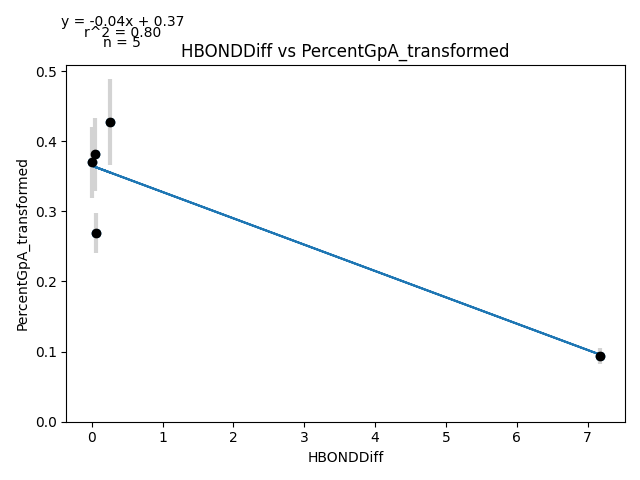 y = -0.04x + 0.37
r^2 = 0.80
n = 5
HBONDDiff vs PercentGpA_transformed
PercentGpA_transformed
0.5
0.4
0.3
0.2
0.1
0.0
0 1 2 3 4 5 6 7
HBONDDiff